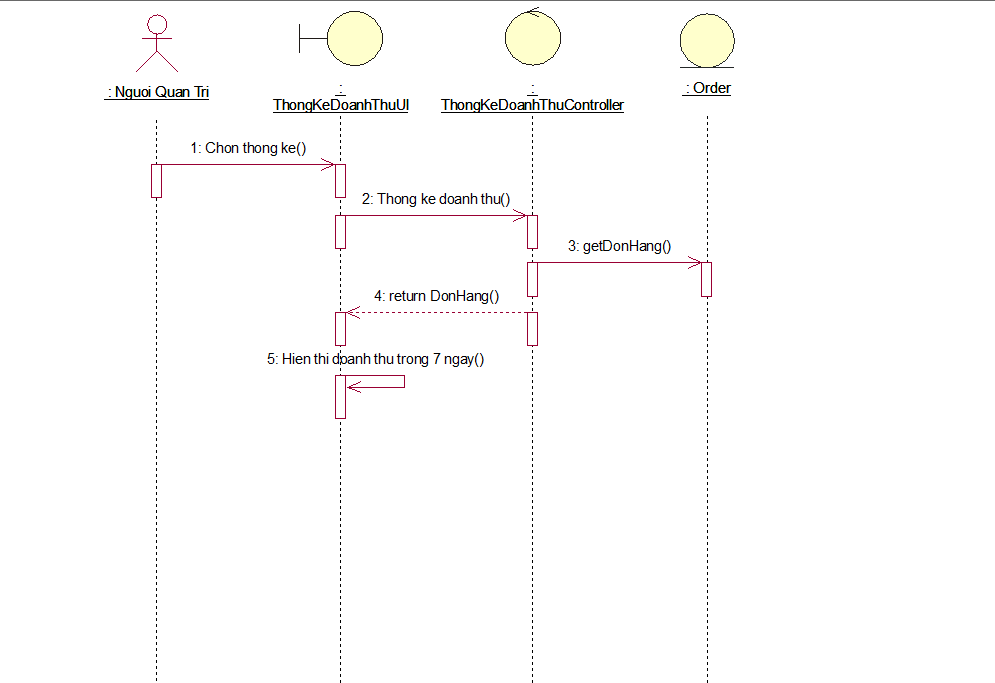 : Nguoi Quan Tri
:
ThongKeDoanhThuUI
:
ThongKeDoanhThuController
: Order
1: Chon thong ke()
2: Thong ke doanh thu()
3: getDonHang()
4: return DonHang()
5: Hien thi doanh thu trong 7 ngay()